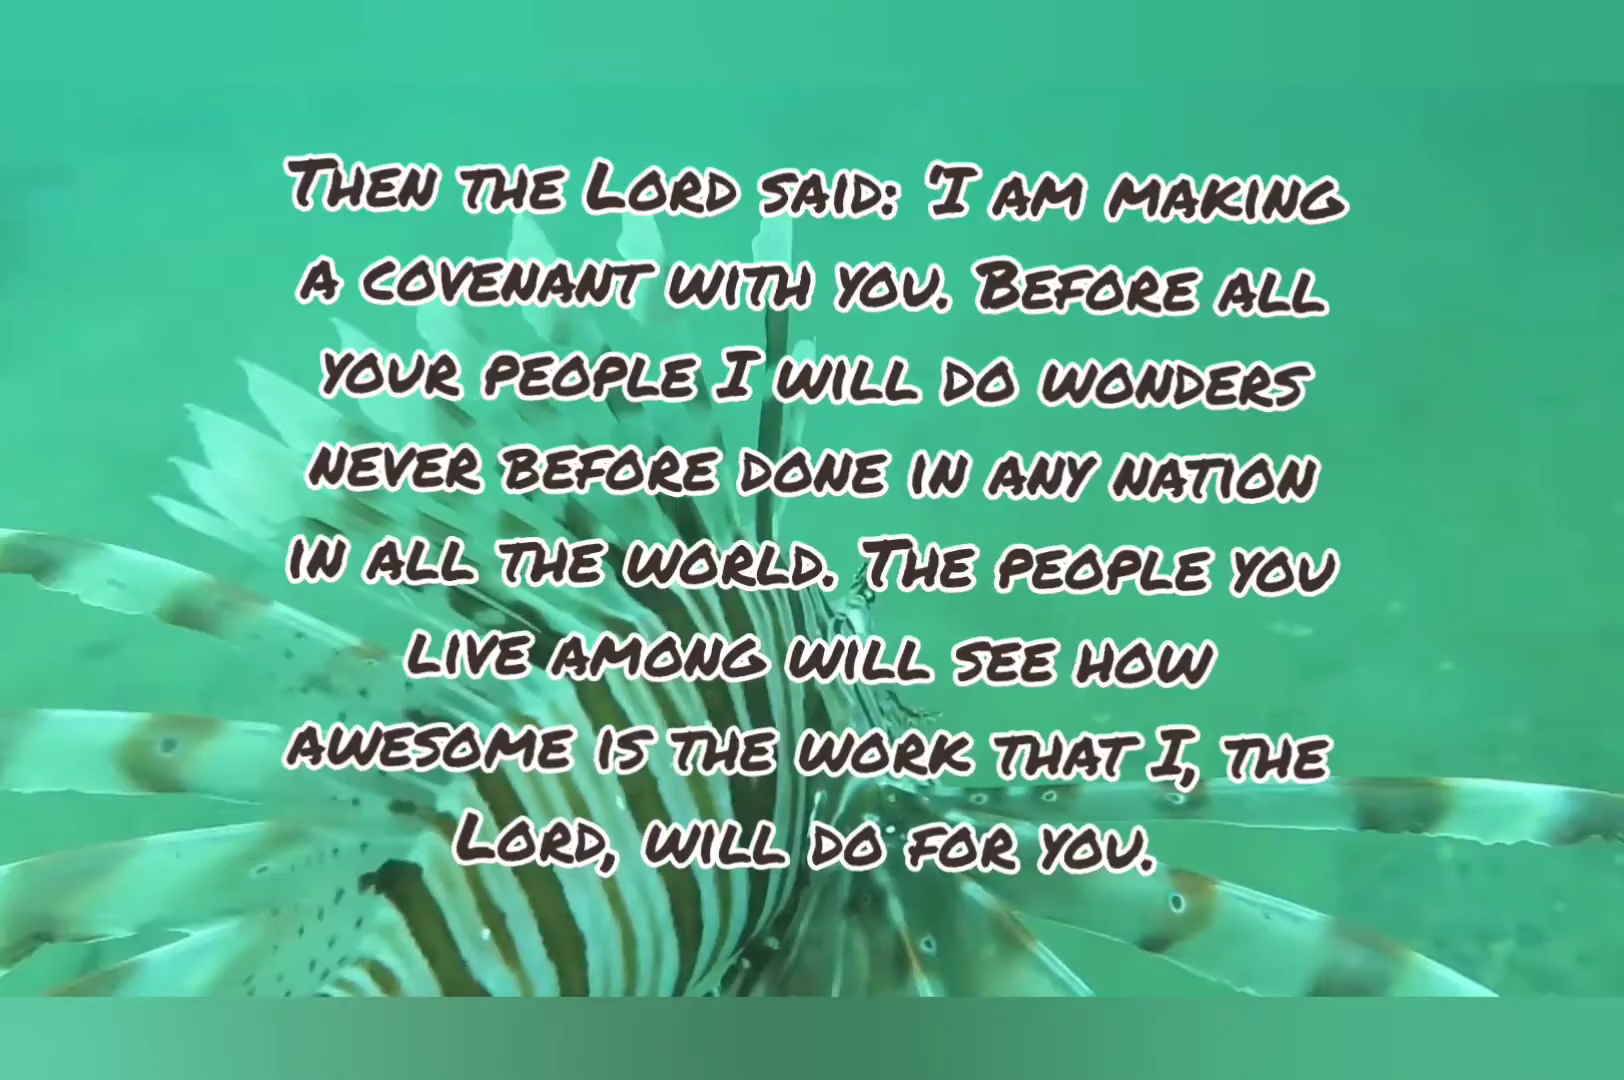 Then the Lord said: 'I am making
a covenant with you. Before all
your people I will do wonders
never before done in any nation
in all the world. The people you
live among will see how
awesome is the work that I, the
Lord, will do for you.